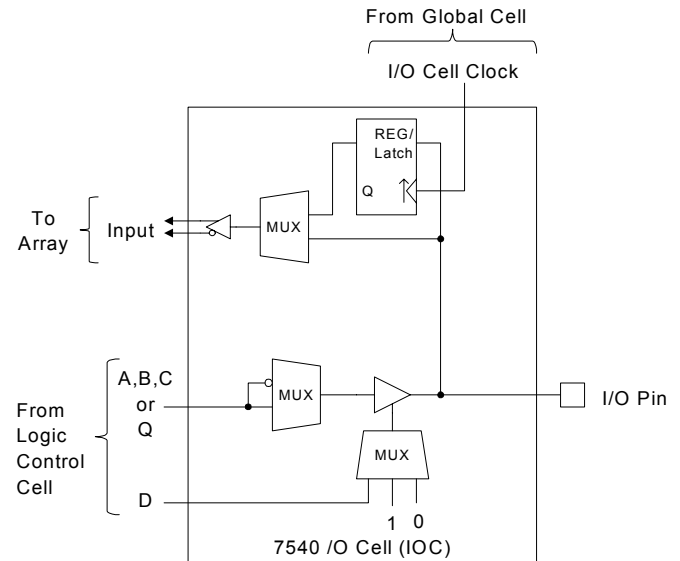 From Global Cell
I/O Cell Clock
REG/
Latch
Q
MUX
To
Array
Input
A,B,C
or
Q
MUX
I/O Pin
From
Logic
Control
Cell
MUX
D
1 0
7540 /O Cell (IOC)